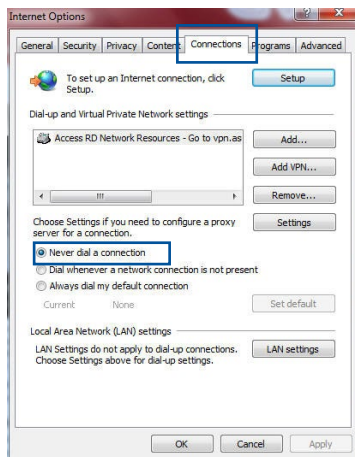 Internet Options
General Security Privacy Content Connections Programs Advanced
To set up an Internet connection, click
Setup.
Setup
Dial-up and Virtual Private Network settings
Access RD Network Resources - Go to vpn.as
Add...
Add VPN...
Remove...
Choose Settings if you need to configure a proxy
server for a connection.
Settings
Never dial a connection
Dial whenever a network connection is not present
Always dial my default connection
Current None
Set default
Local Area Network (LAN) settings
LAN Settings do not apply to dial-up connections.
Choose Settings above for dial-up settings.
LAN settings
OK Cancel Apply